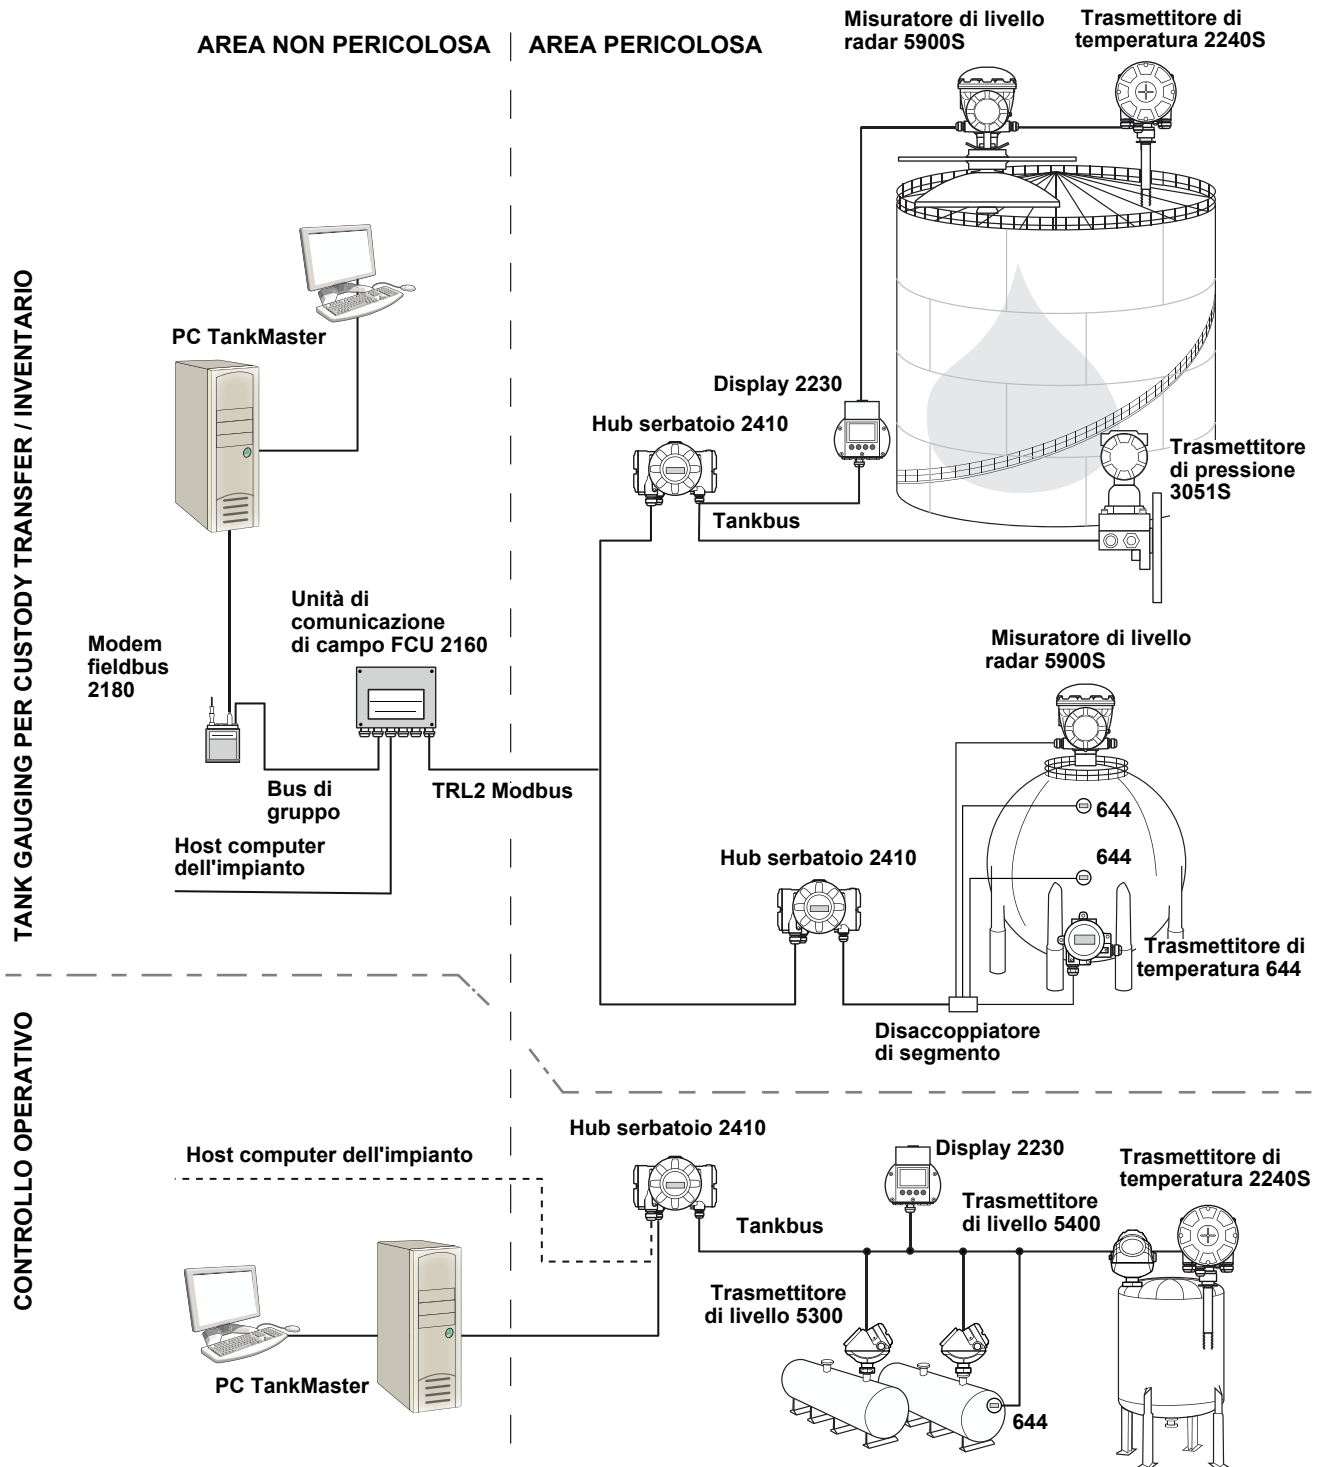 AREA NON PERICOLOSA
AREA PERICOLOSA
Misuratore di livello
radar 5900S
Trasmettitore di
temperatura 2240S
TANK GAUGING PER CUSTODY TRANSFER / INVENTARIO
PC TankMaster
Display 2230
Hub serbatoio 2410
Trasmettitore
di pressione
3051S
Tankbus
Unità di
comunicazione
di campo FCU 2160
Modem
fieldbus
2180
Misuratore di livello
radar 5900S
Bus di
gruppo
TRL2 Modbus
644
644
Host computer
dell'impianto
Hub serbatoio 2410
Trasmettitore di
temperatura 644
Disaccoppiatore
di segmento
CONTROLLO OPERATIVO
Hub serbatoio 2410
Host computer dell'impianto
Display 2230
Trasmettitore di
temperatura 2240S
Trasmettitore
di livello 5400
Tankbus
Trasmettitore
di livello 5300
PC TankMaster
644